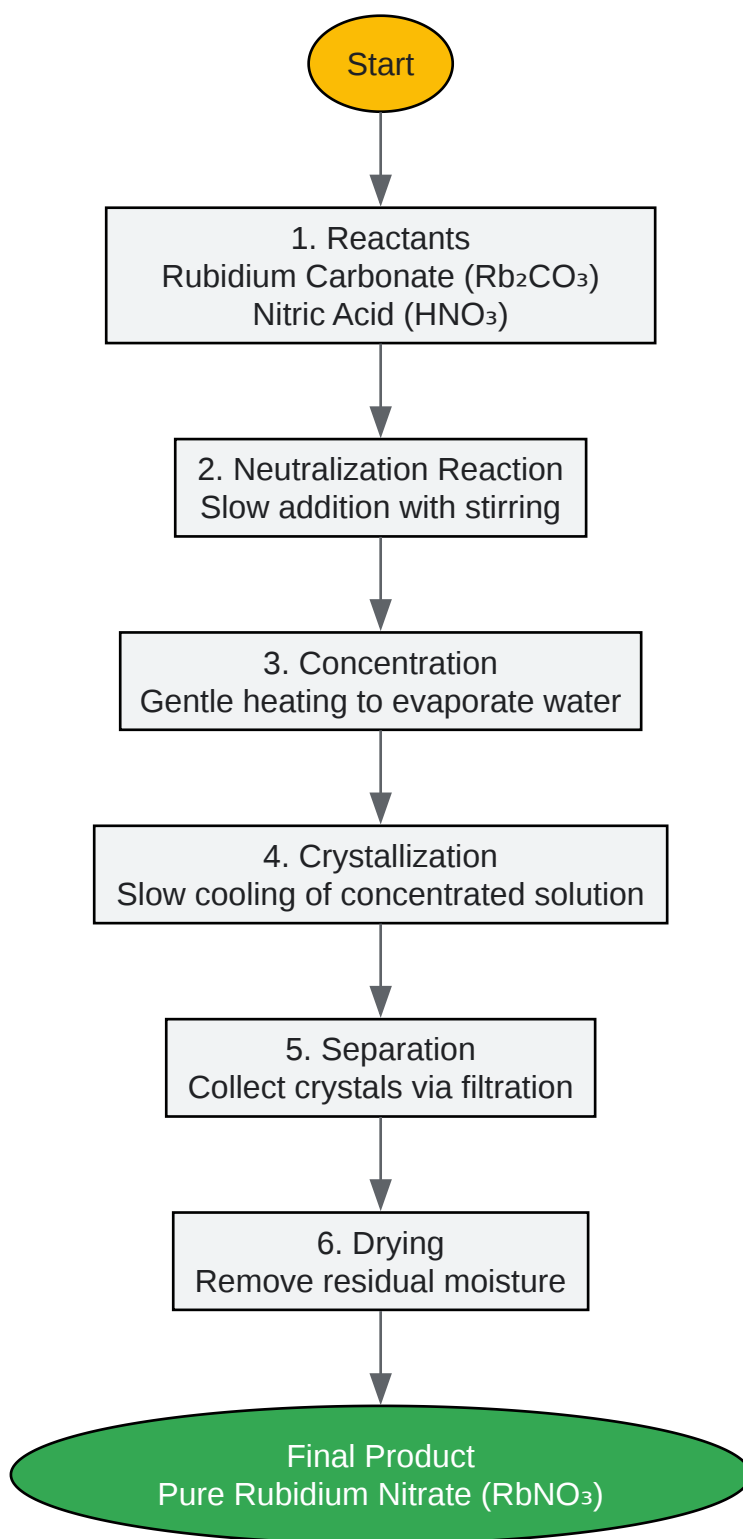 Start
1. Reactants
Rubidium Carbonate (Rb₂CO₃)
Nitric Acid (HNO₃)
2. Neutralization Reaction
Slow addition with stirring
3. Concentration
Gentle heating to evaporate water
4. Crystallization
Slow cooling of concentrated solution
5. Separation
Collect crystals via filtration
6. Drying
Remove residual moisture
Final Product
Pure Rubidium Nitrate (RbNO₃)